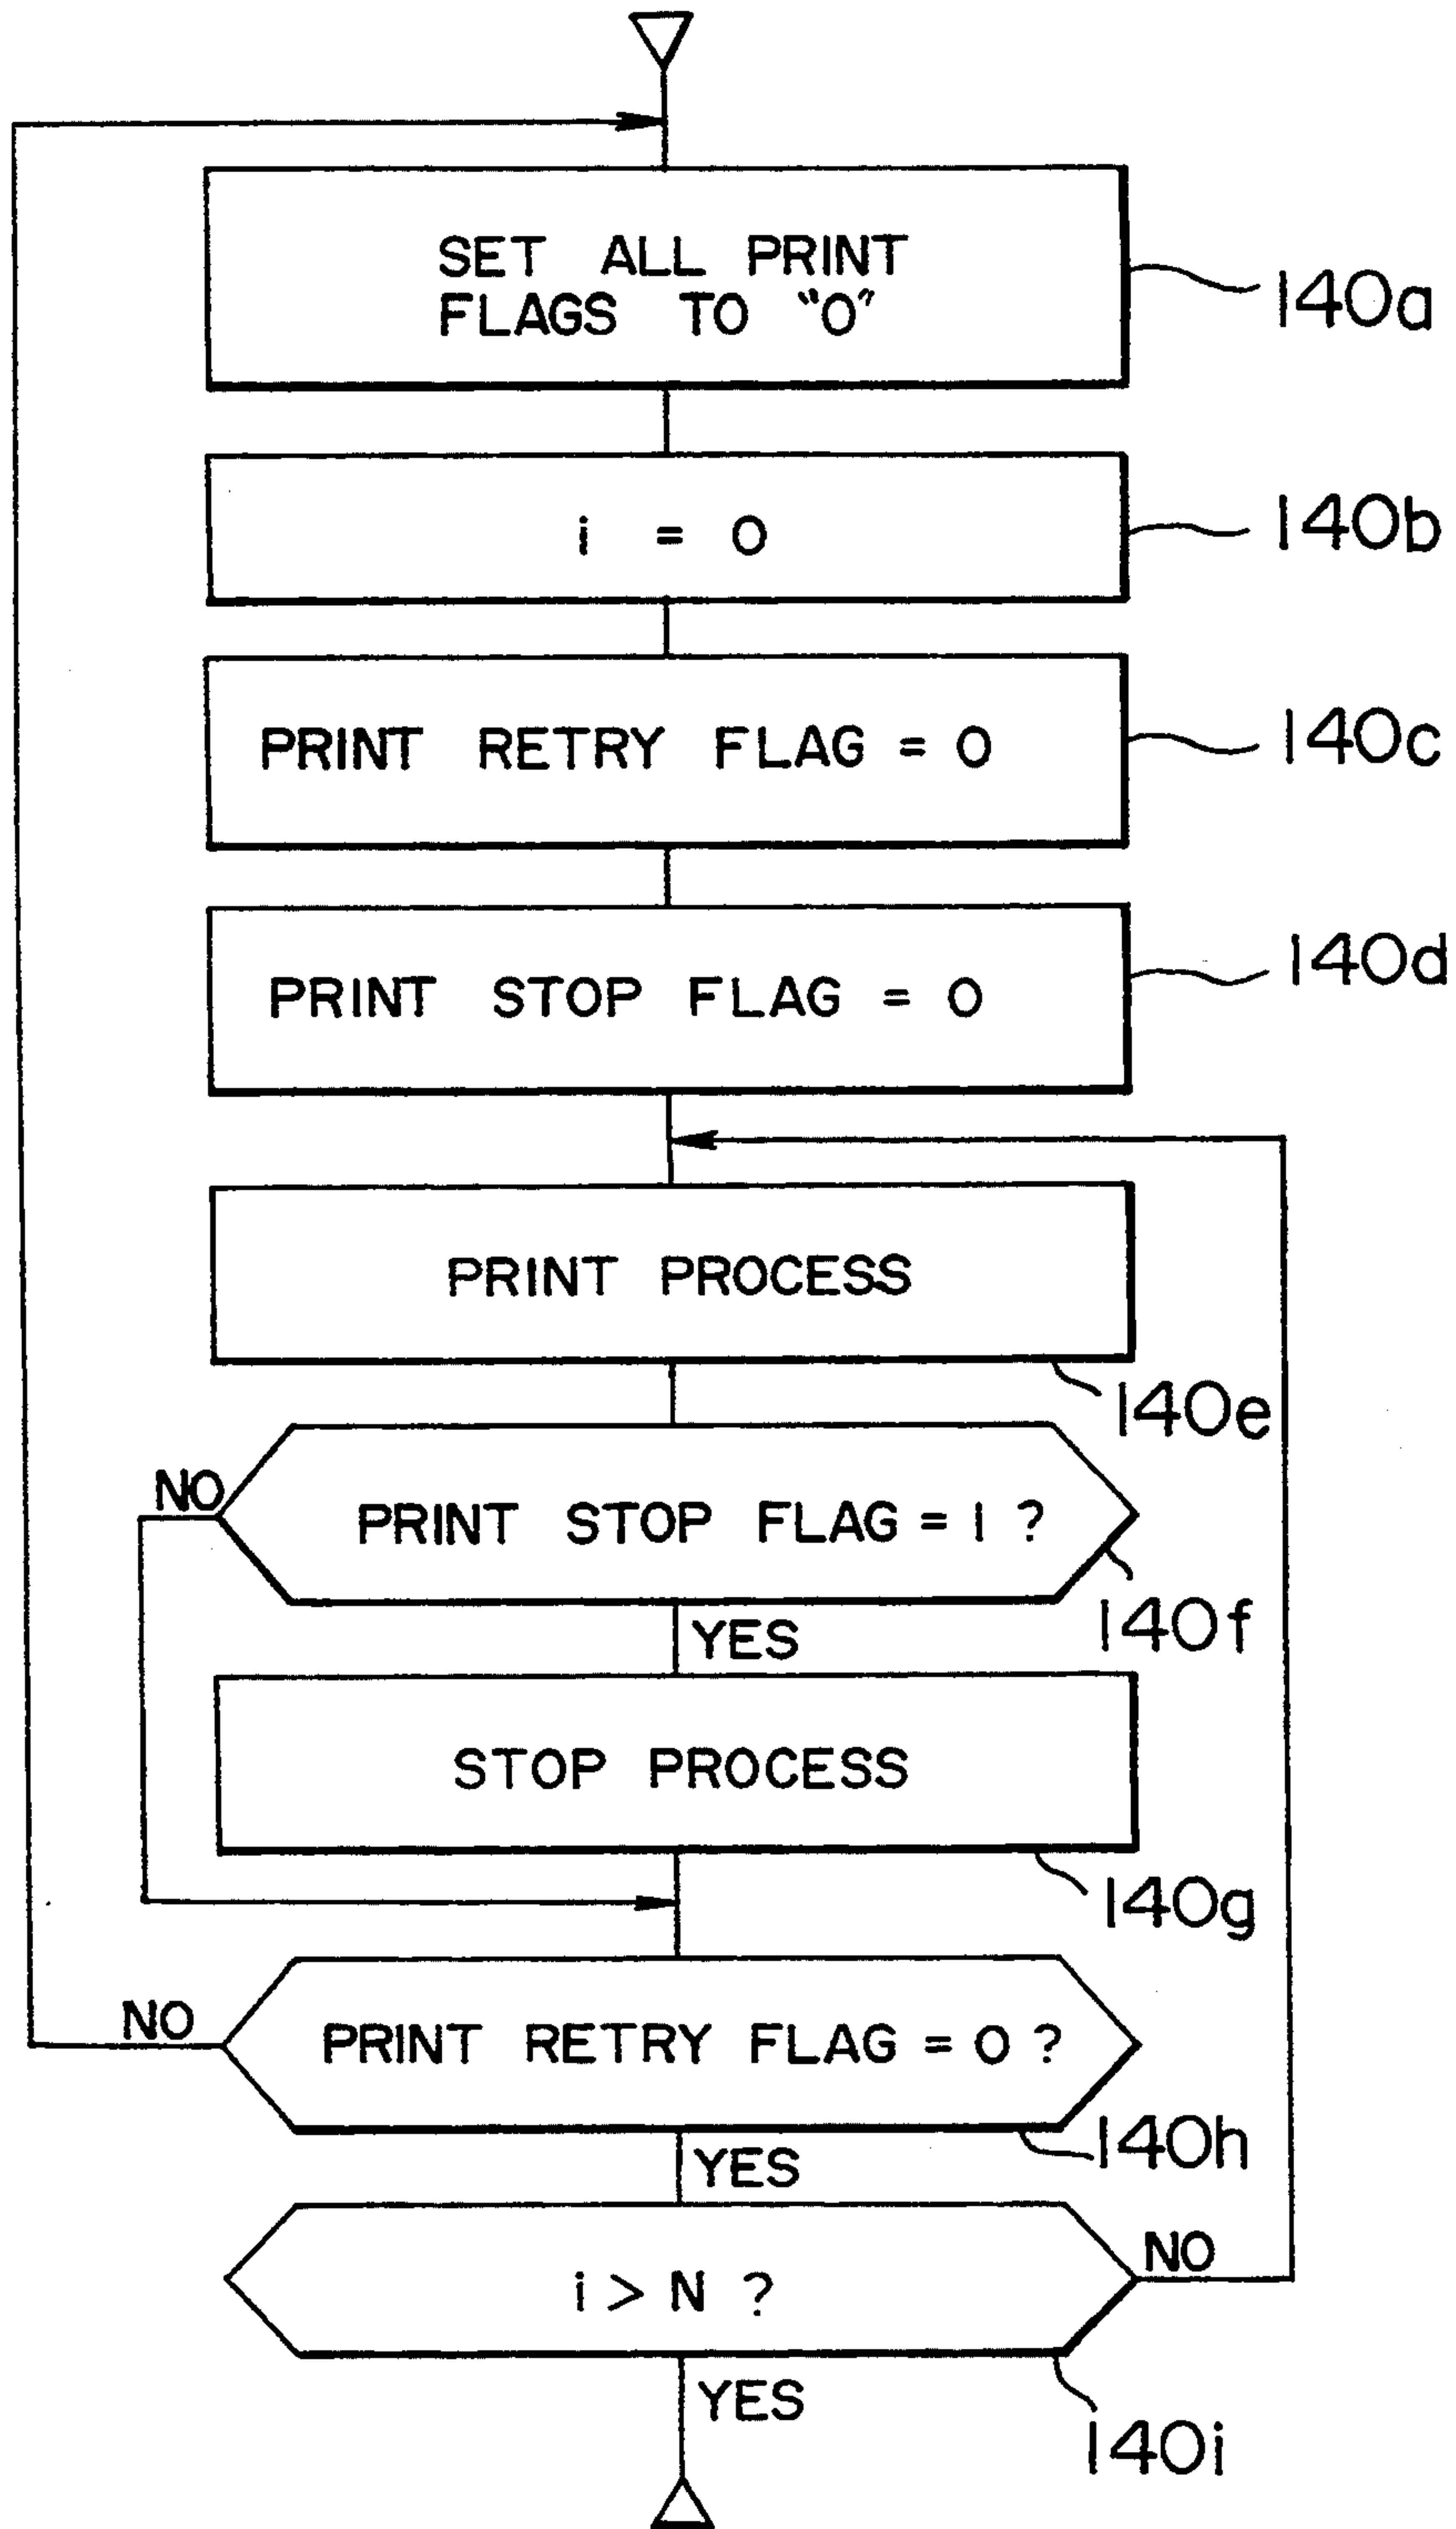 SET ALL PRINT
FLAGS TO "0"
140a
i = 0
140b
PRINT RETRY FLAG = 0
140c
PRINT STOP FLAG = 0
140d
PRINT PROCESS
140e
NO
PRINT STOP FLAG = 1 ?
140f
YES
STOP PROCESS
140g
NO
PRINT RETRY FLAG = 0 ?
140h
YES
i > N ?
NO
140i
YES